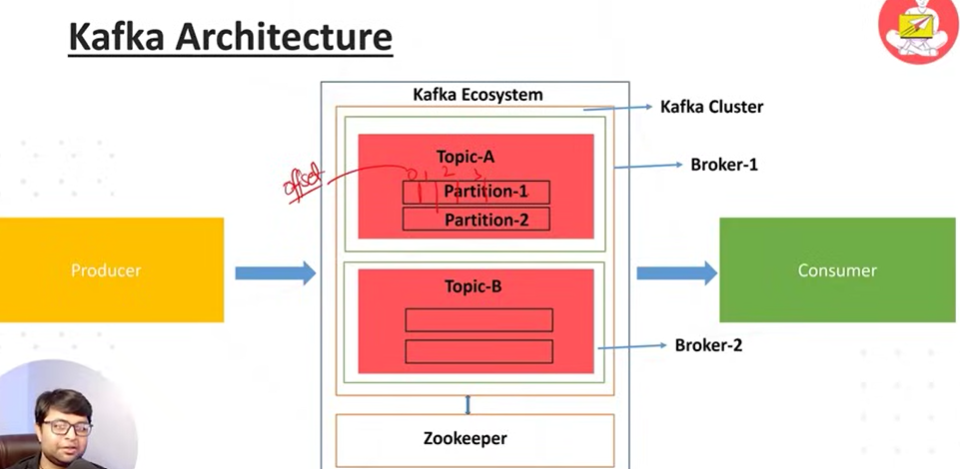 Kafka Architecture
Kafka Ecosystem
Kafka Cluster
Topic-A
Broker-1
offset
0 1 2 3
Partition-1
Partition-2
Producer
Consumer
Topic-B
Broker-2
Zookeeper